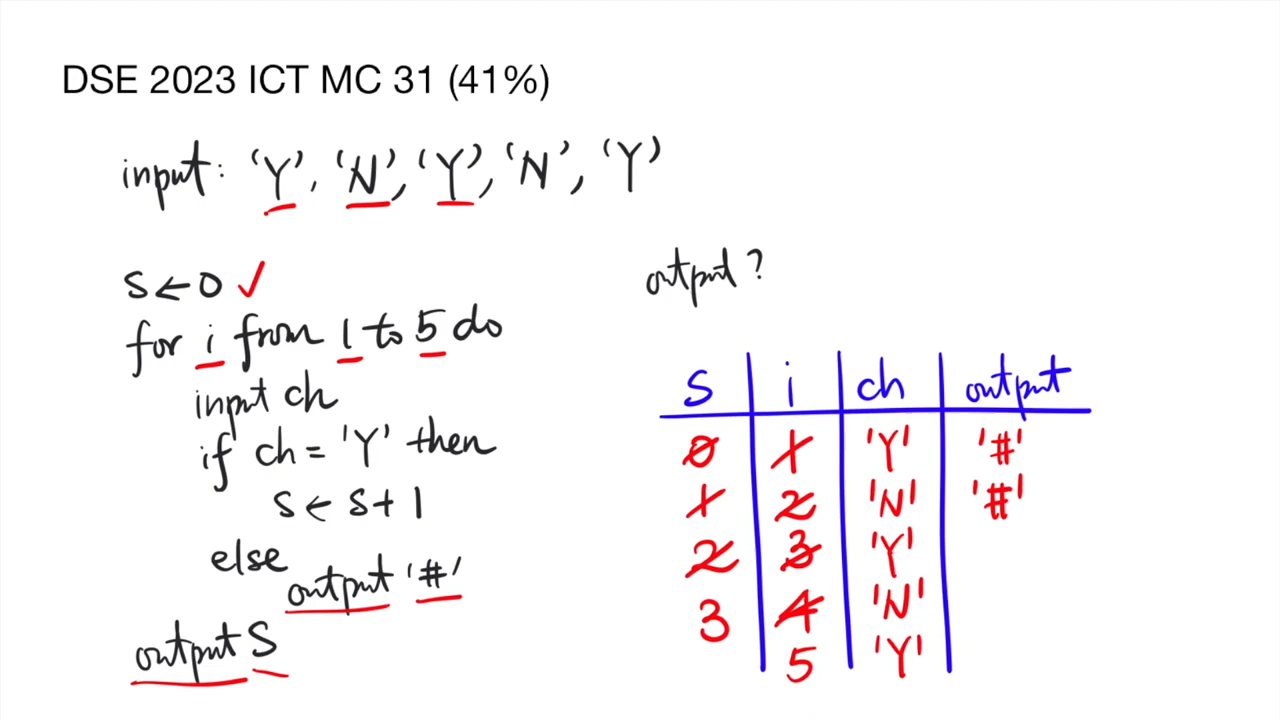 DSE 2023 ICT MC 31 (41%)
input: 'Y', 'N', 'Y', 'N', 'Y'
S ← 0 ✓
for i from 1 to 5 do
input ch
if ch = 'Y' then
S ← S + 1
else
output '#'
output S
output?
S i ch output
0 1 'Y' '#'
1 2 'N' '#'
2 3 'Y'
3 4 'N'
5 'Y'